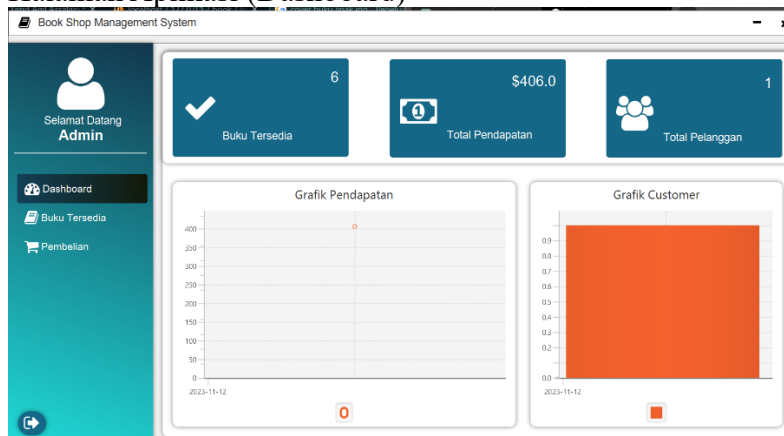 Halaman Aplikasi (Dashboard)
Book Shop Management System
Selamat Datang
Admin
Dashboard
Buku Tersedia
Pembelian
6
Buku Tersedia
$406.0
Total Pendapatan
1
Total Pelanggan
Grafik Pendapatan
400
350
300
250
200
150
100
50
0
2023-11-12
Grafik Customer
0.9
0.8
0.7
0.6
0.5
0.4
0.3
0.2
0.0
2023-11-12